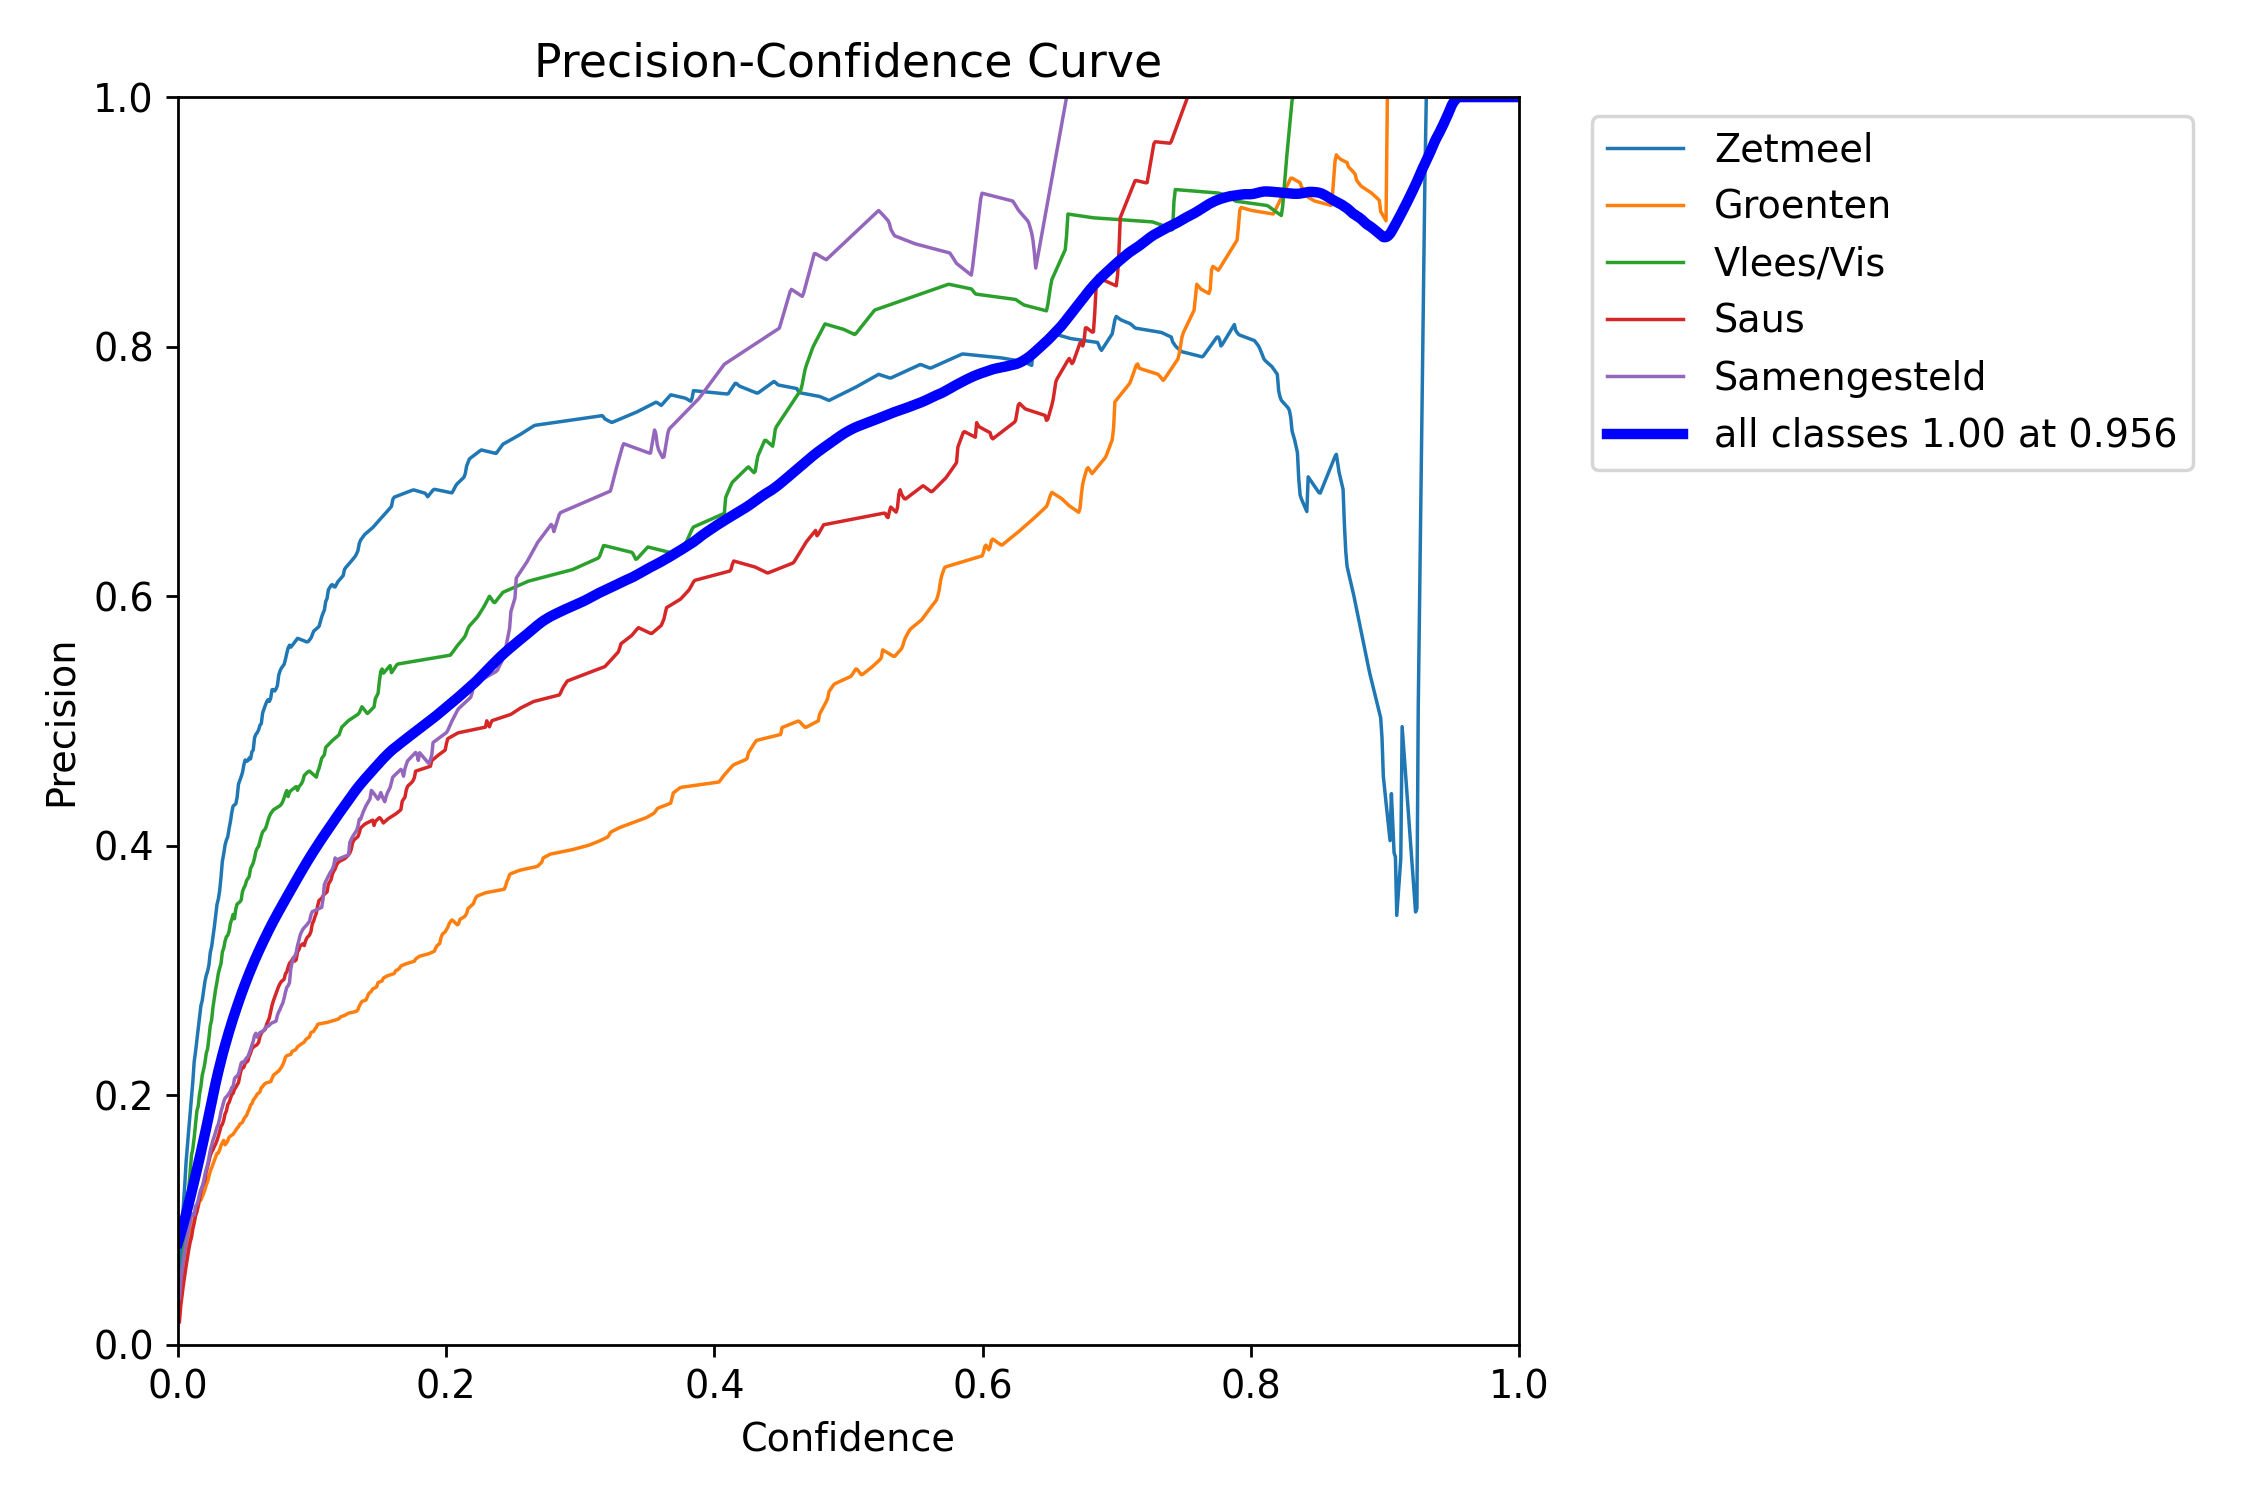 Precision-Confidence Curve
1.0
0.8
0.6
0.4
0.2
0.0
Precision
0.0 0.2 0.4 0.6 0.8 1.0
Confidence
Zetmeel
Groenten
Vlees/Vis
Saus
Samengesteld
all classes 1.00 at 0.956